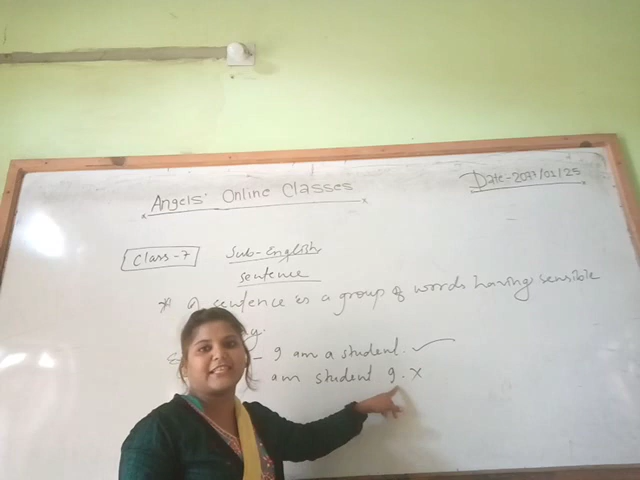 Angels' Online Classes
Date-2077/01/25
Class-7
Sub-English
Sentence
* A sentence is a group of words having sensible
- I am a student. ✓
am student I. x